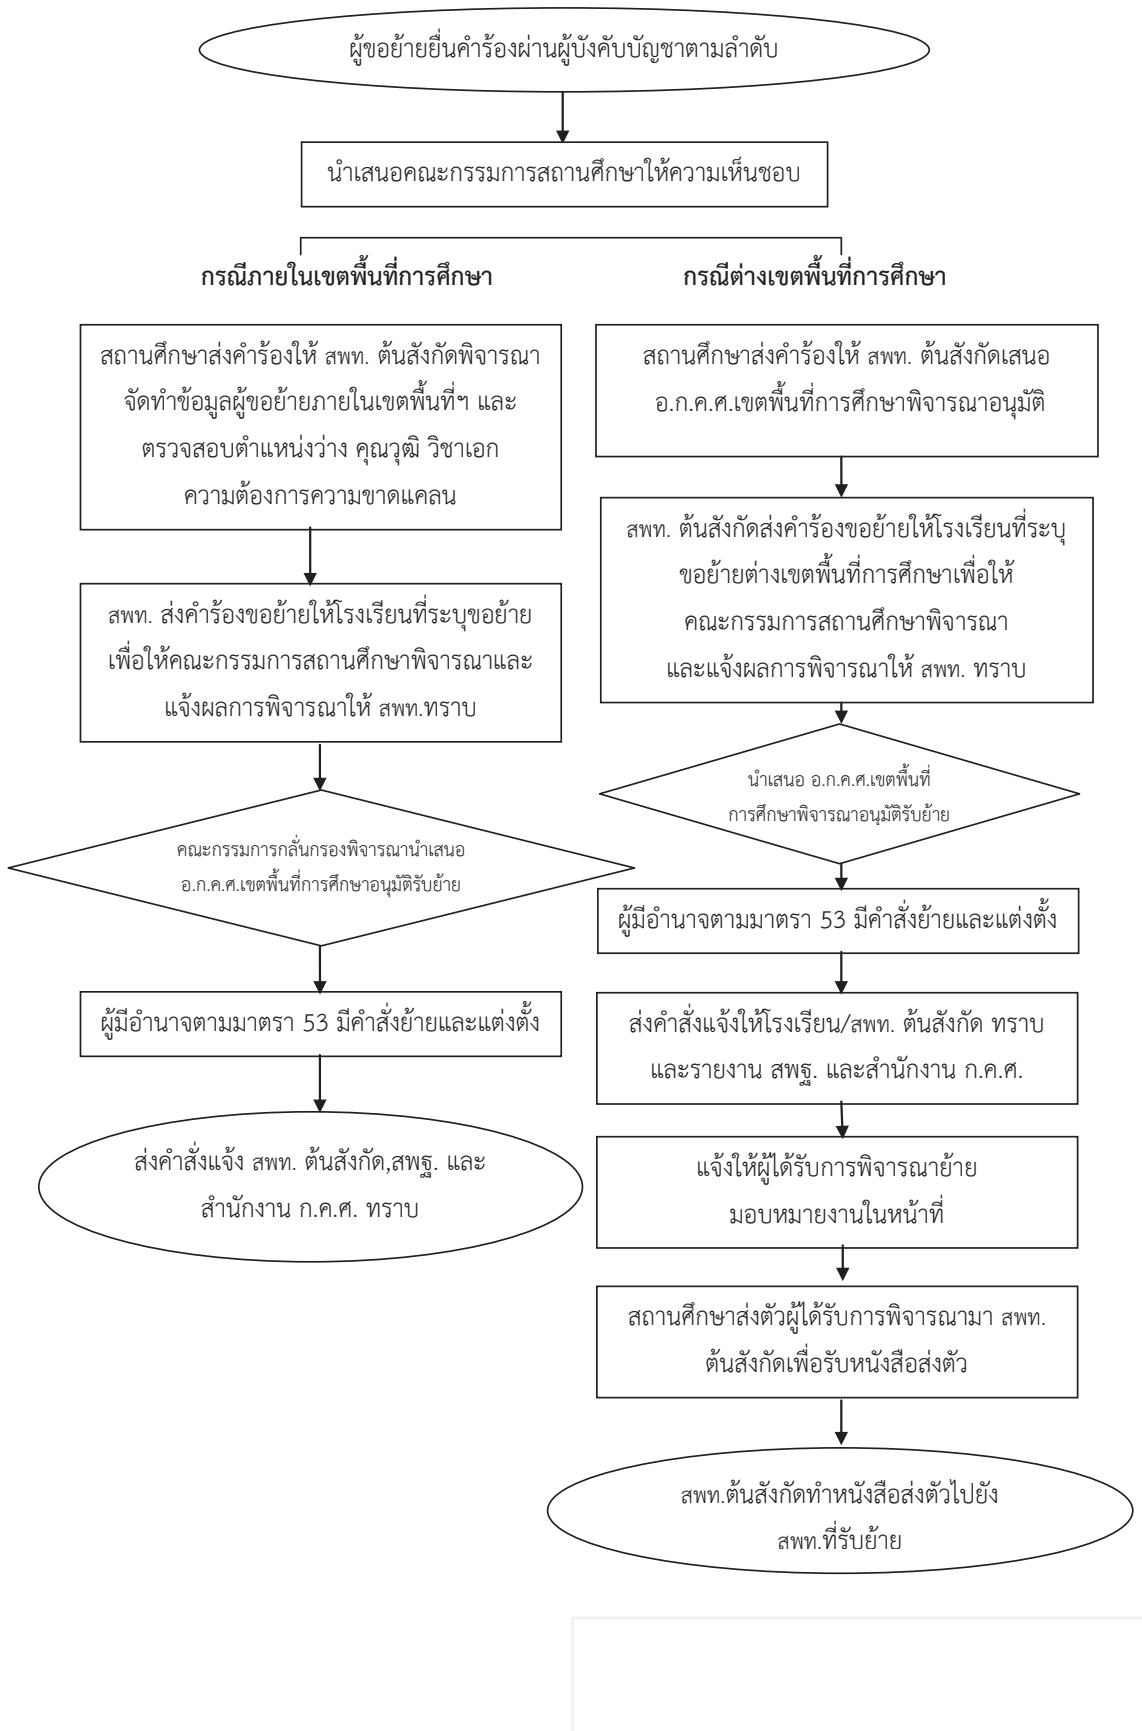 ผู้ขอย้ายยื่นคำร้องผ่านผู้บังคับบัญชาตามลำดับ
นำเสนอคณะกรรมการสถานศึกษาให้ความเห็นชอบ
กรณีภายในเขตพื้นที่การศึกษา
สถานศึกษาส่งคำร้องให้ สพท. ต้นสังกัดพิจารณา
จัดทำข้อมูลผู้ขอย้ายภายในเขตพื้นที่ฯ และ
ตรวจสอบตำแหน่งว่าง คุณวุฒิ วิชาเอก
ความต้องการความขาดแคลน
สพท. ส่งคำร้องขอย้ายให้โรงเรียนที่ระบุขอย้าย
เพื่อให้คณะกรรมการสถานศึกษาพิจารณาและ
แจ้งผลการพิจารณาให้ สพท.ทราบ
คณะกรรมการกลั่นกรองพิจารณานำเสนอ
อ.ก.ค.ศ.เขตพื้นที่การศึกษาอนุมัติรับย้าย
ผู้มีอำนาจตามมาตรา 53 มีคำสั่งย้ายและแต่งตั้ง
ส่งคำสั่งแจ้ง สพท. ต้นสังกัด,สพฐ. และ
สำนักงาน ก.ค.ศ. ทราบ
กรณีต่างเขตพื้นที่การศึกษา
สถานศึกษาส่งคำร้องให้ สพท. ต้นสังกัดเสนอ
อ.ก.ค.ศ.เขตพื้นที่การศึกษาพิจารณาอนุมัติ
สพท. ต้นสังกัดส่งคำร้องขอย้ายให้โรงเรียนที่ระบุ
ขอย้ายต่างเขตพื้นที่การศึกษาเพื่อให้
คณะกรรมการสถานศึกษาพิจารณา
และแจ้งผลการพิจารณาให้ สพท. ทราบ
นำเสนอ อ.ก.ค.ศ.เขตพื้นที่
การศึกษาพิจารณาอนุมัติรับย้าย
ผู้มีอำนาจตามมาตรา 53 มีคำสั่งย้ายและแต่งตั้ง
ส่งคำสั่งแจ้งให้โรงเรียน/สพท. ต้นสังกัด ทราบ
และรายงาน สพฐ. และสำนักงาน ก.ค.ศ.
แจ้งให้ผู้ได้รับการพิจารณาย้าย
มอบหมายงานในหน้าที่
สถานศึกษาส่งตัวผู้ได้รับการพิจารณามา สพท.
ต้นสังกัดเพื่อรับหนังสือส่งตัว
สพท.ต้นสังกัดทำหนังสือส่งตัวไปยัง
สพท.ที่รับย้าย